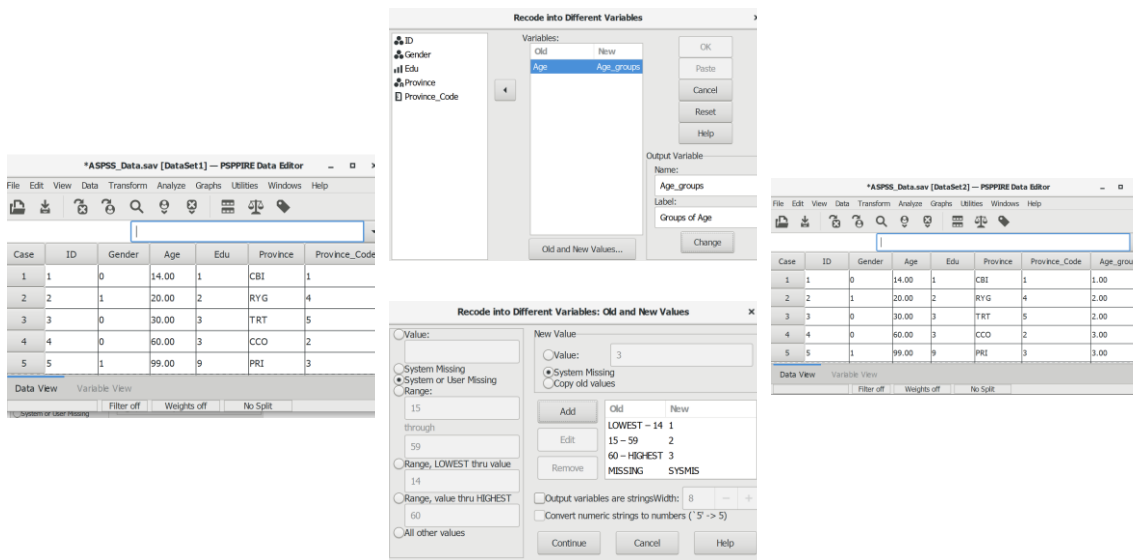 *ASPSS_Data.sav [DataSet1] — PSPPIRE Data Editor
File Edit View Data Transform Analyze Graphs Utilities Windows Help
Case ID Gender Age Edu Province Province_Code
1 1 0 14.00 1 CBI 1
2 2 1 20.00 2 RYG 4
3 3 0 30.00 3 TRT 5
4 4 0 60.00 3 CCO 2
5 5 1 99.00 9 PRI 3
Data View Variable View
Filter off Weights off No Split
System or User Missing
Recode into Different Variables
ID
Gender
Edu
Province
Province_Code
Variables:
Old New
Age Age_groups
OK
Paste
Cancel
Reset
Help
Output Variable
Name:
Age_groups
Label:
Groups of Age
Change
Old and New Values...
Recode into Different Variables: Old and New Values
Value:
System Missing
System or User Missing
Range:
15
through
59
Range, LOWEST thru value
14
Range, value thru HIGHEST
60
All other values
New Value
Value: 3
System Missing
Copy old values
Add
Edit
Remove
Old New
LOWEST – 14 1
15 – 59 2
60 – HIGHEST 3
MISSING SYSMIS
Output variables are strings Width: 8
Convert numeric strings to numbers (`5' -> 5)
Continue Cancel Help
*ASPSS_Data.sav [DataSet2] — PSPPIRE Data Editor
File Edit View Data Transform Analyze Graphs Utilities Windows Help
Case ID Gender Age Edu Province Province_Code Age_grou
1 1 0 14.00 1 CBI 1 1.00
2 2 1 20.00 2 RYG 4 2.00
3 3 0 30.00 3 TRT 5 2.00
4 4 0 60.00 3 CCO 2 3.00
5 5 1 99.00 9 PRI 3 3.00
Data View Variable View
Filter off Weights off No Split